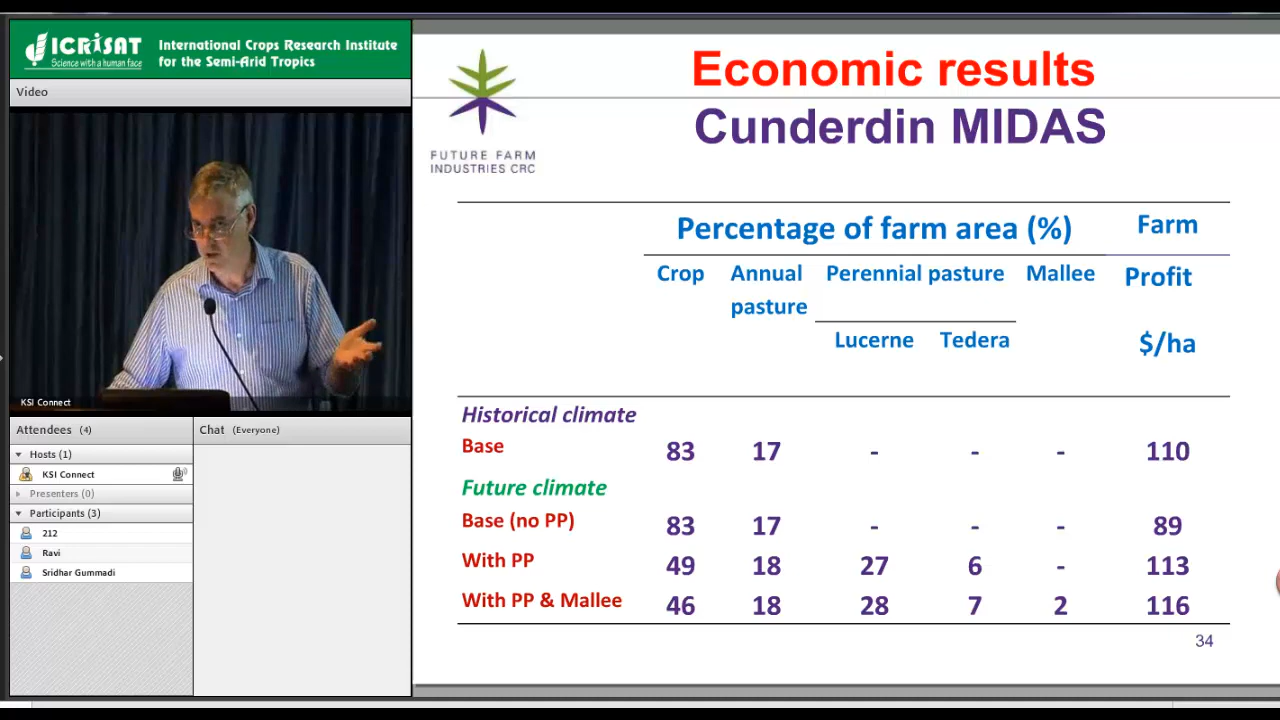 ICRISAT
Science with a human face
International Crops Research Institute
for the Semi-Arid Tropics
Video
KSI Connect
Attendees (4)
Hosts (1)
KSI Connect
Presenters (0)
Participants (3)
212
Ravi
Sridhar Gummadi
Chat (Everyone)
FUTURE FARM
INDUSTRIES CRC
Economic results
Cunderdin MIDAS
Percentage of farm area (%) Farm
Crop Annual Perennial pasture Mallee Profit
pasture
Lucerne Tedera $/ha
Historical climate
Base 83 17 - - - 110
Future climate
Base (no PP) 83 17 - - - 89
With PP 49 18 27 6 - 113
With PP & Mallee 46 18 28 7 2 116
34